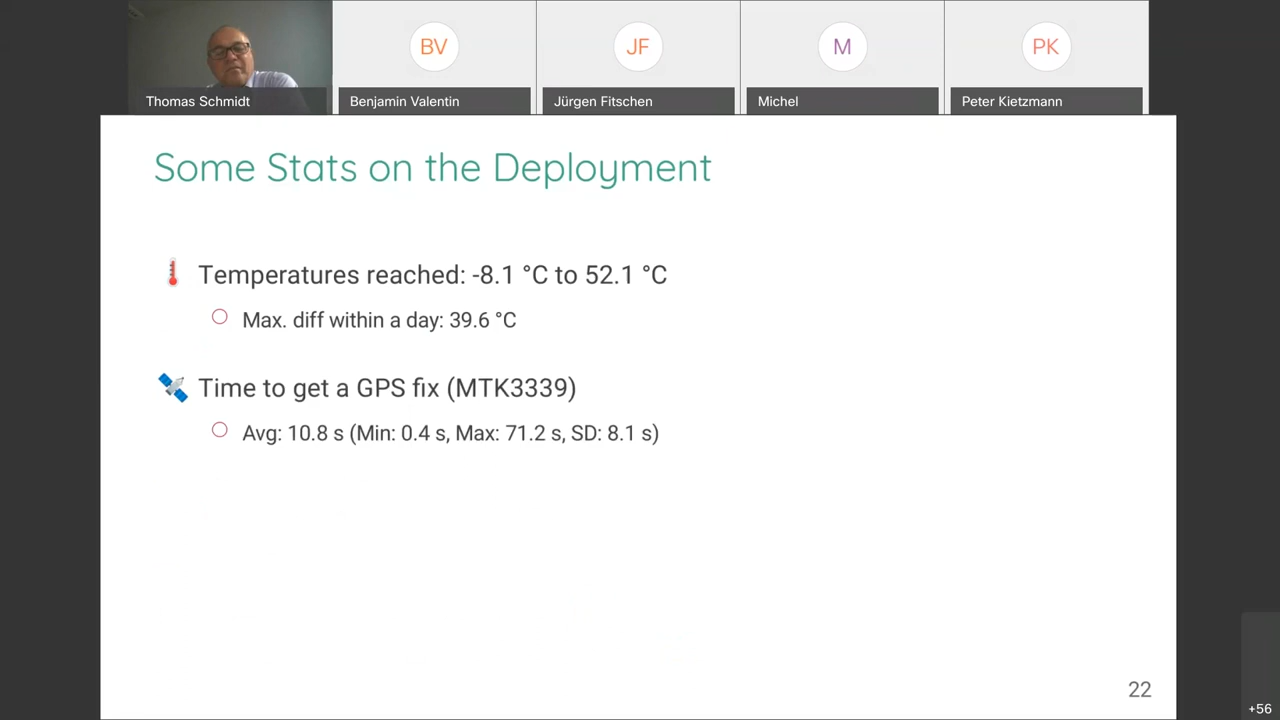 BV
JF
M
PK
Thomas Schmidt
Benjamin Valentin
Jürgen Fitschen
Michel
Peter Kietzmann
Some Stats on the Deployment
Temperatures reached: -8.1 °C to 52.1 °C
Max. diff within a day: 39.6 °C
Time to get a GPS fix (MTK3339)
Avg: 10.8 s (Min: 0.4 s, Max: 71.2 s, SD: 8.1 s)
22
+56